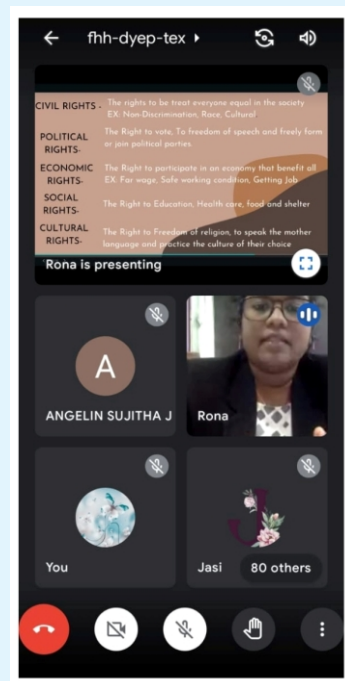 fhh-dyep-tex
CIVIL RIGHTS - The rights to be treat everyone equal in the society
EX: Non-Discrimination, Race, Cultural.
POLITICAL RIGHTS- The Right to vote, To freedom of speech and freely form
or join political parties
ECONOMIC RIGHTS- The Right to participate in an economy that benefit all
EX: Far wage, Safe working condition, Getting Job
SOCIAL RIGHTS- The Right to Education, Health care, food and shelter
CULTURAL RIGHTS- The Right to Freedom of religion, to speak the mother
language and practice the culture of their choice
Rona is presenting
A
ANGELIN SUJITHA J
Rona
You
J
Jasi
80 others